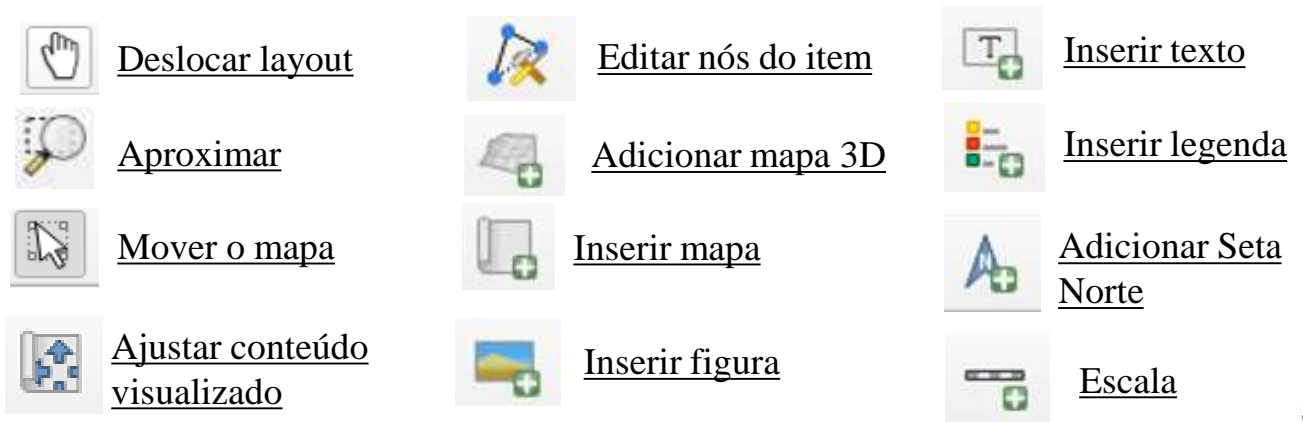 Deslocar layout
Aproximar
Mover o mapa
Ajustar conteúdo
visualizado
Editar nós do item
Adicionar mapa 3D
Inserir mapa
Inserir figura
T
Inserir texto
Inserir legenda
N
Adicionar Seta
Norte
Escala